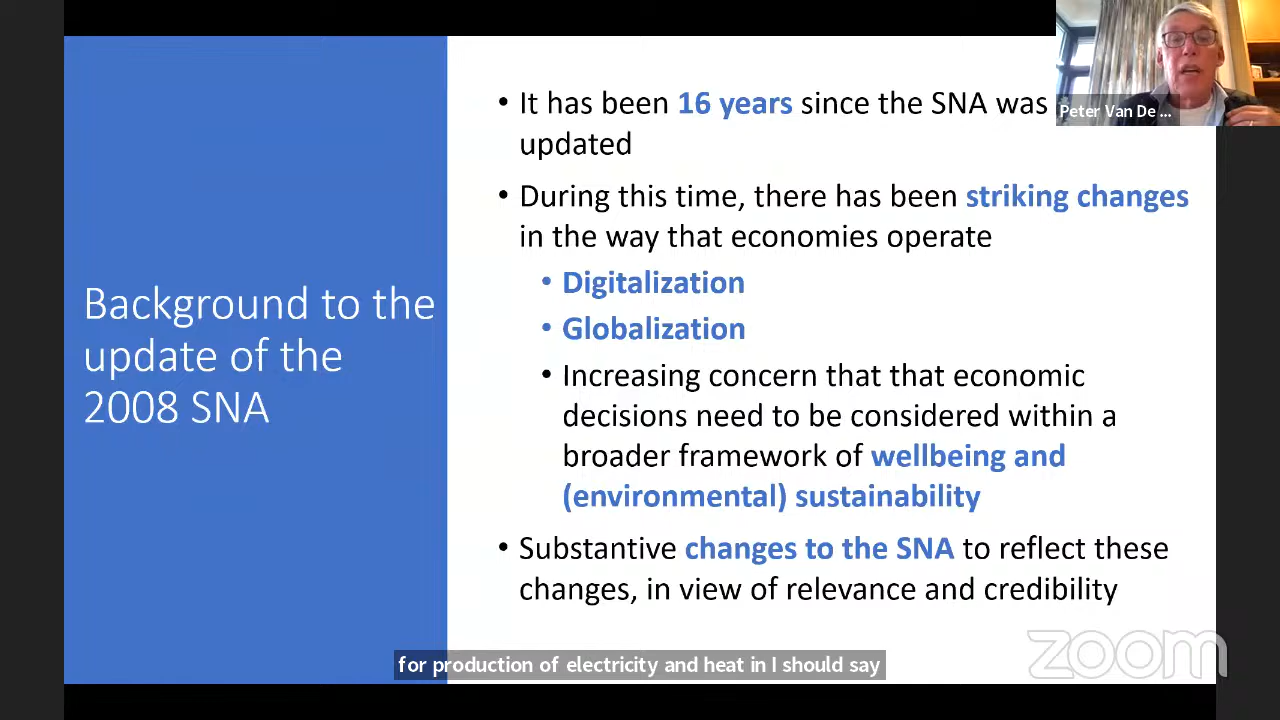 Background to the
update of the
2008 SNA
• It has been 16 years since the SNA was
updated
• During this time, there has been striking changes
in the way that economies operate
• Digitalization
• Globalization
• Increasing concern that that economic
decisions need to be considered within a
broader framework of wellbeing and
(environmental) sustainability
• Substantive changes to the SNA to reflect these
changes, in view of relevance and credibility
Peter Van De ...
for production of electricity and heat in I should say
zoom